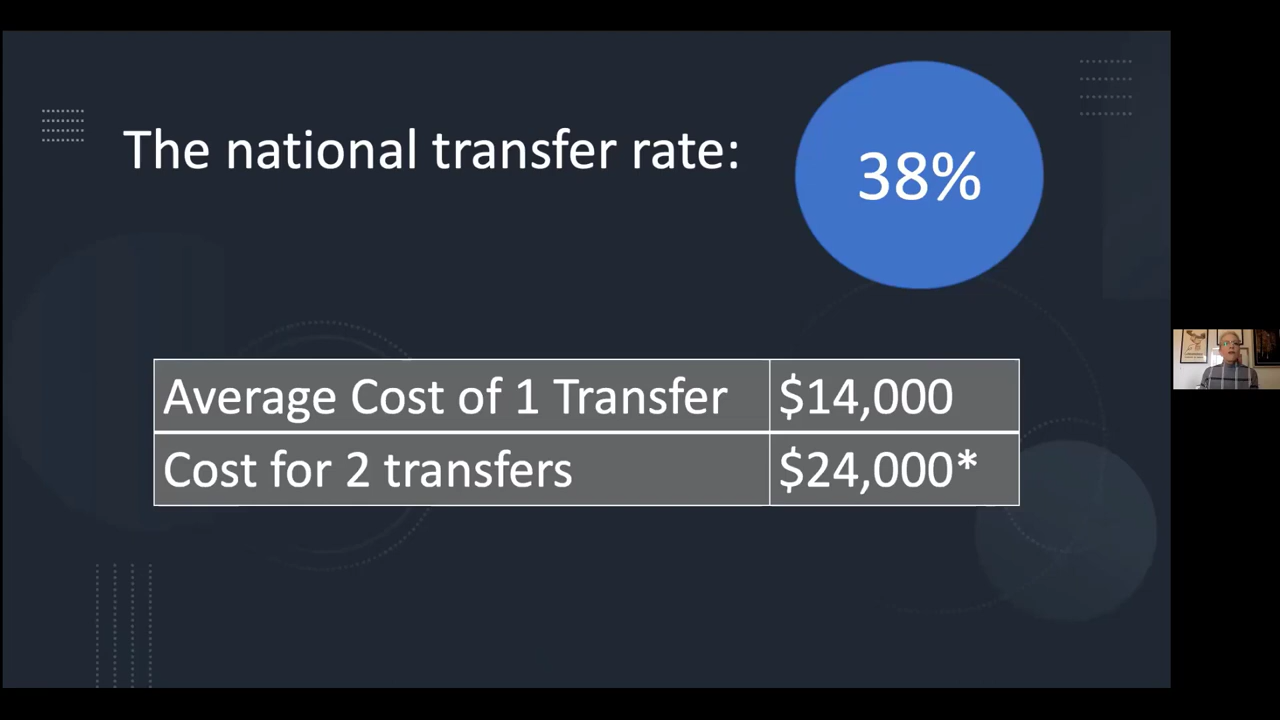 The national transfer rate:
38%
Average Cost of 1 Transfer $14,000
Cost for 2 transfers $24,000*